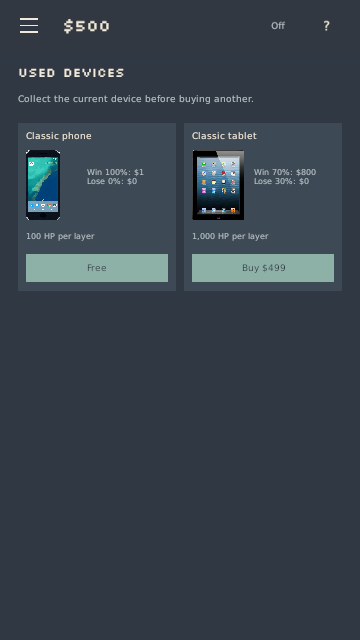 $500
Off
?
USED DEVICES
Collect the current device before buying another.
Classic phone
Win 100%: $1
Lose 0%: $0
100 HP per layer
Free
Classic tablet
Win 70%: $800
Lose 30%: $0
1,000 HP per layer
Buy $499